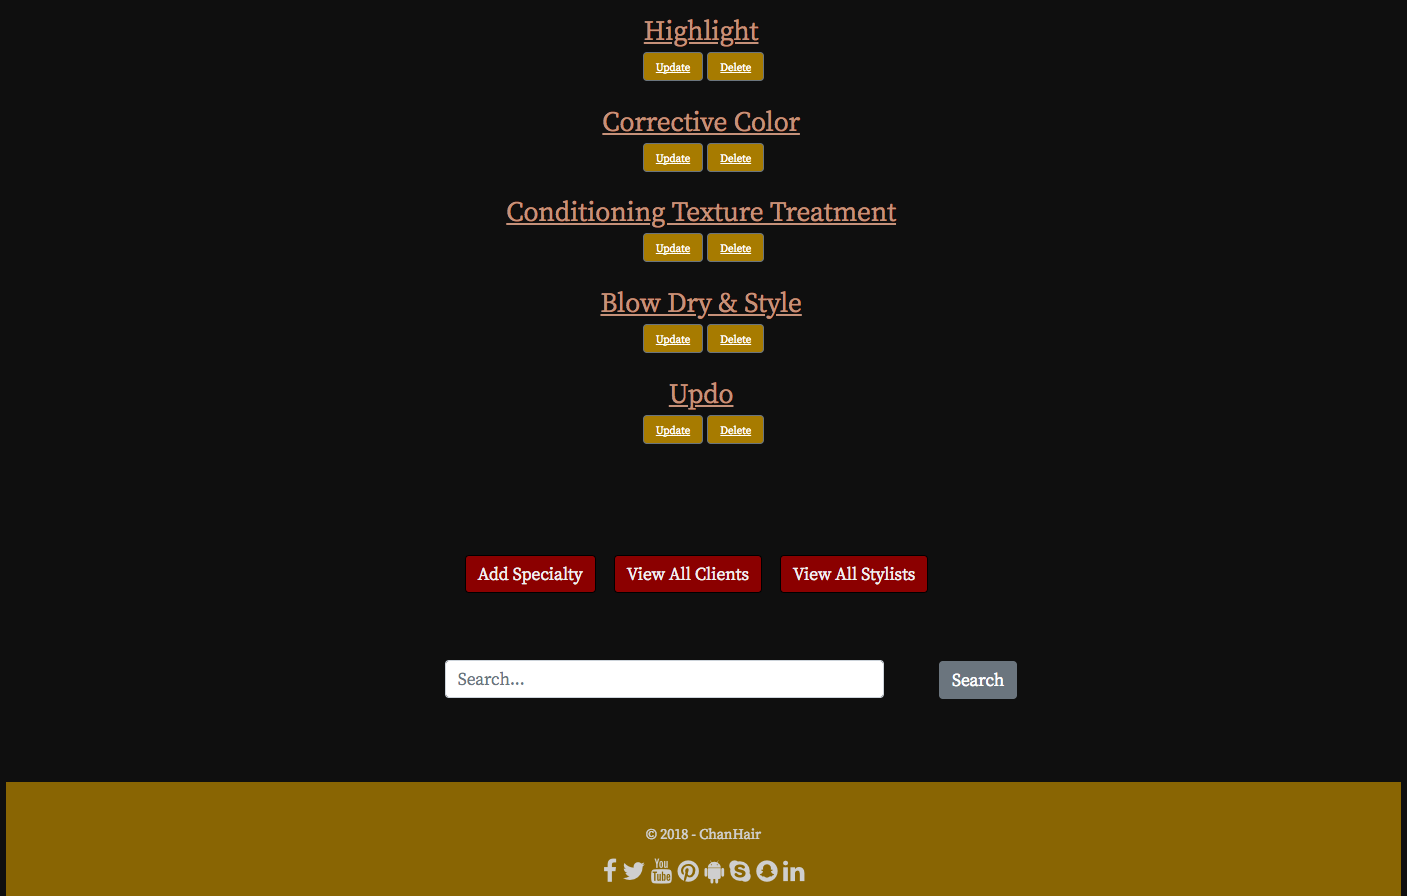 Highlight
Update Delete
Corrective Color
Update Delete
Conditioning Texture Treatment
Update Delete
Blow Dry & Style
Update Delete
Updo
Update Delete
Add Specialty View All Clients View All Stylists
Search... Search
© 2018 - ChanHair
You
Tube